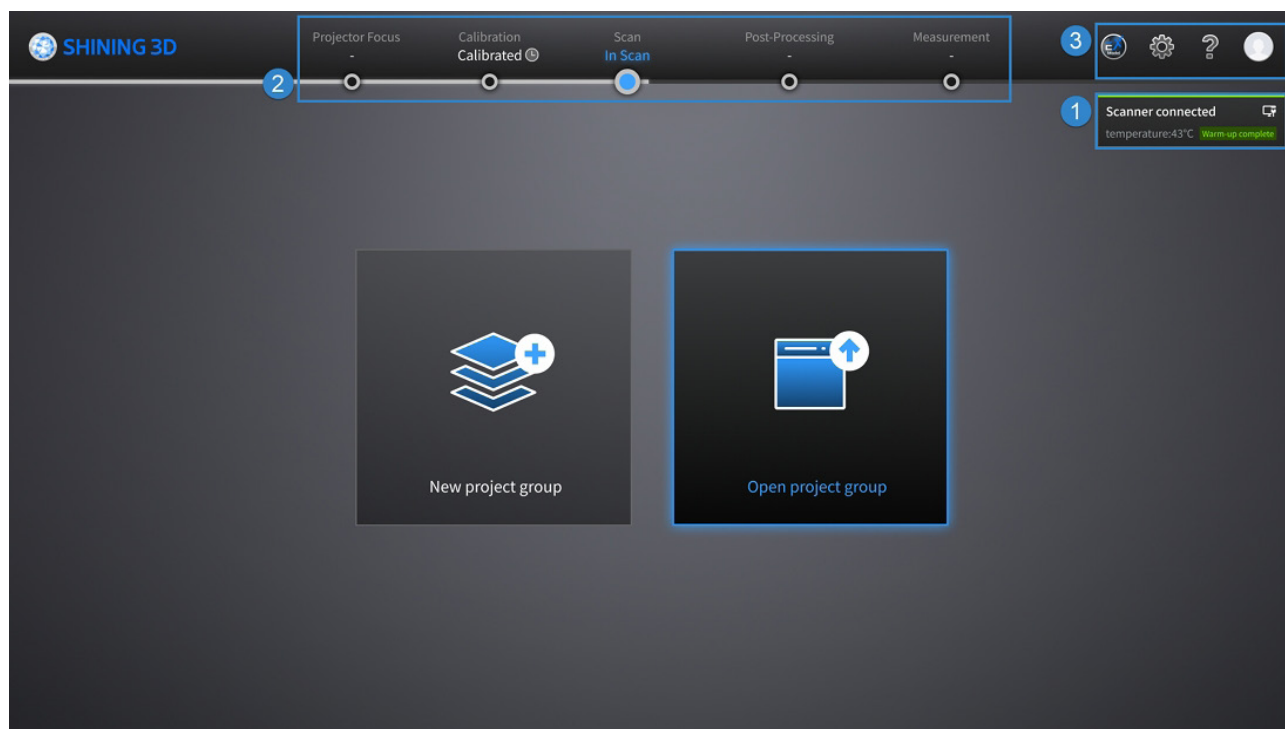 SHINING 3D
Projector Focus
-
Calibration
Calibrated
Scan
In Scan
Post-Processing
-
Measurement
-
2
3
1
Scanner connected
temperature:43°C Warm-up complete
New project group
Open project group